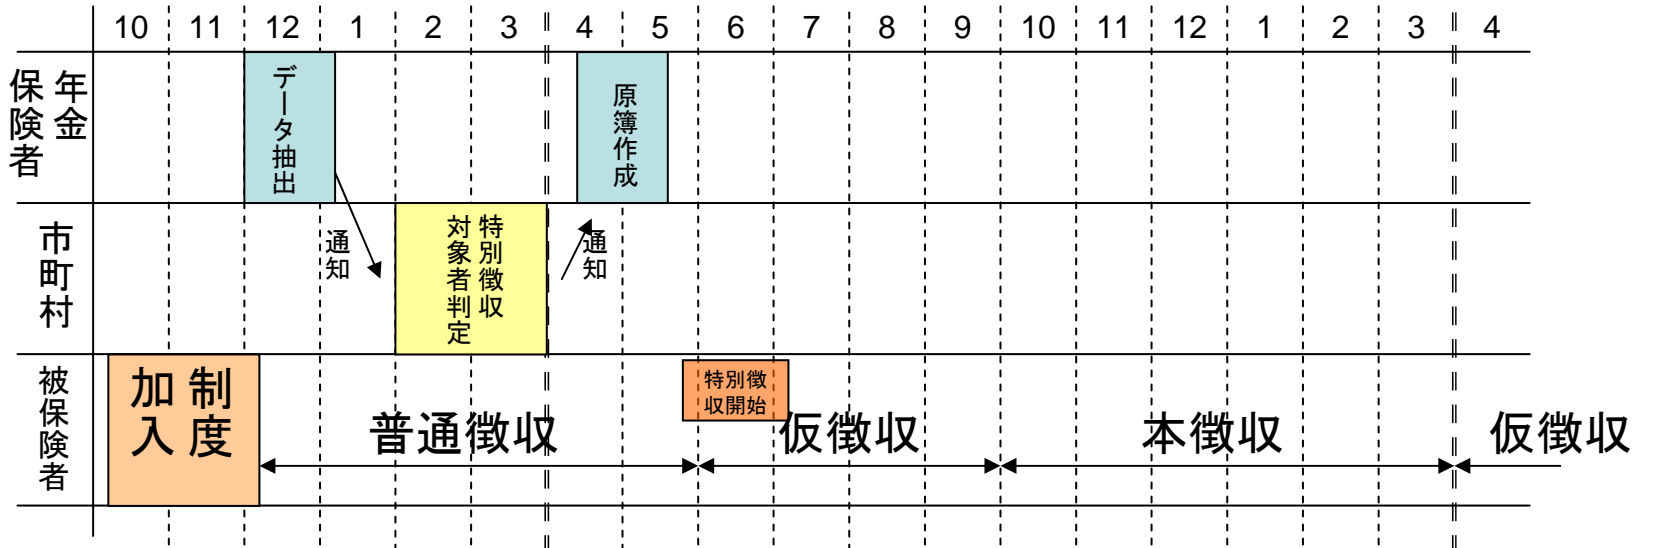 10 11 12 1 2 3 4 5 6 7 8 9 10 11 12 1 2 3 4
年金
保険者
データ抽出
原簿作成
市町村
通知
特別徴収
対象者判定
通知
被保険者
制度
加入
普通徴収
特別徴
収開始
仮徴収
本徴収
仮徴収